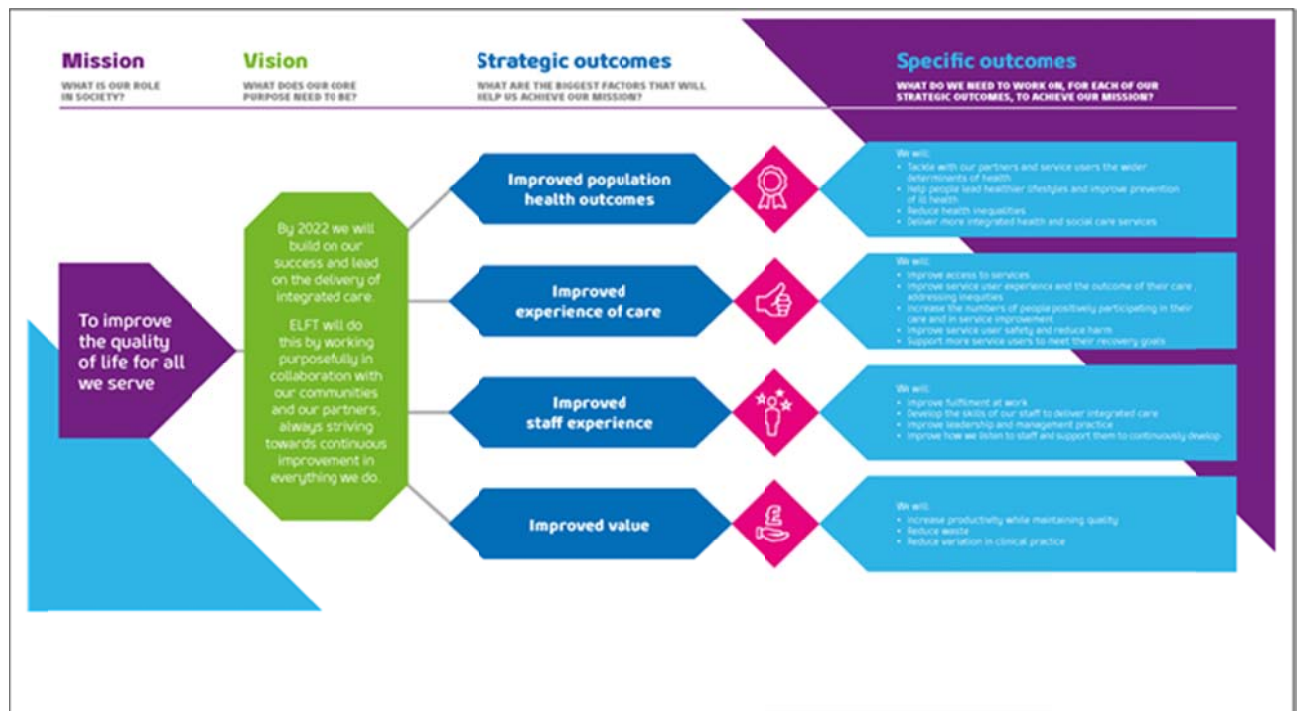 Mission
WHAT IS OUR ROLE
IN SOCIETY?
Vision
WHAT DOES OUR CORE
PURPOSE NEED TO BE?
Strategic outcomes
WHAT ARE THE BIGGEST FACTORS THAT WILL
HELP US ACHIEVE OUR MISSION?
Specific outcomes
WHAT DO WE NEED TO WORK ON, FOR EACH OF OUR
STRATEGIC OUTCOMES, TO ACHIEVE OUR MISSION?
To improve
the quality
of life for all
we serve
By 2022 we will
build on our
success and lead
on the delivery of
integrated care.
ELFT will do
this by working
purposefully in
collaboration with
our communities
and our partners,
always striving
towards continuous
improvement in
everything we do.
Improved population
health outcomes
We will:
• Tackle with our partners and service users the wider
determinants of health
• Help people lead healthier lifestyles and improve prevention
of ill health
• Reduce health inequalities
• Deliver more integrated health and social care services
Improved
experience of care
We will:
• Improve access to services
• Improve service user experience and the outcome of their care,
addressing inequities
• Increase the numbers of people positively participating in their
care and in service improvement
• Improve service user safety and reduce harm
• Support more service users to meet their recovery goals
Improved
staff experience
We will:
• Improve fulfilment at work
• Develop the skills of our staff to deliver integrated care
• Improve leadership and management practice
• Improve how we listen to staff and support them to continuously develop
Improved value
£
We will:
• Increase productivity while maintaining quality
• Reduce waste
• Reduce variation in clinical practice